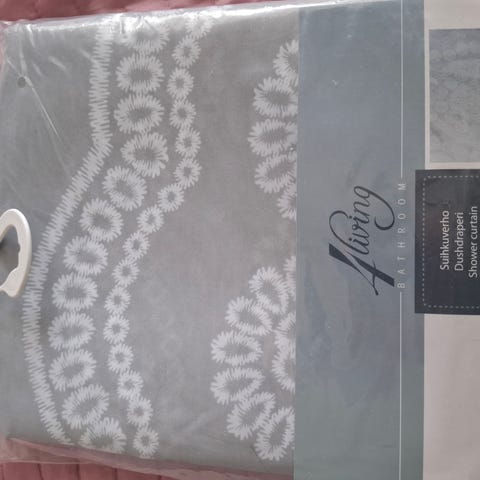 4living
BATHROOM
Suihkuverho
Dushdraperi
Shower curtain